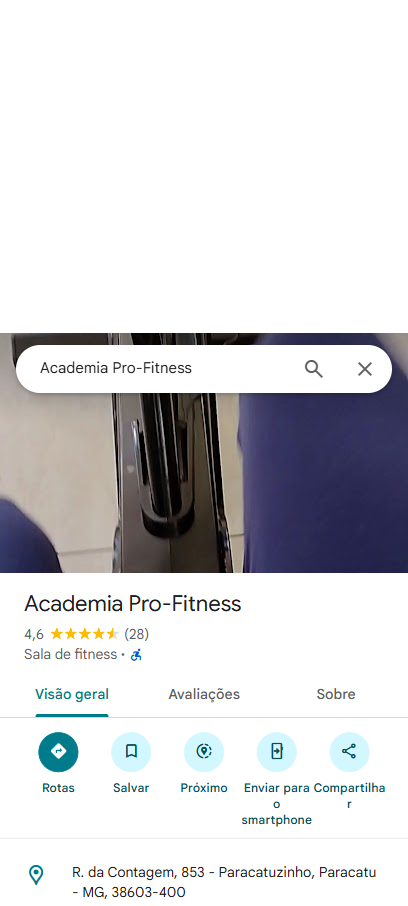 Academia Pro-Fitness
Academia Pro-Fitness
4,6 (28)
Sala de fitness ·
Visão geral
Avaliações
Sobre
Rotas
Salvar
Próximo
Enviar para
o
smartphone
Compartilha
r
R. da Contagem, 853 - Paracatuzinho, Paracatu
- MG, 38603-400